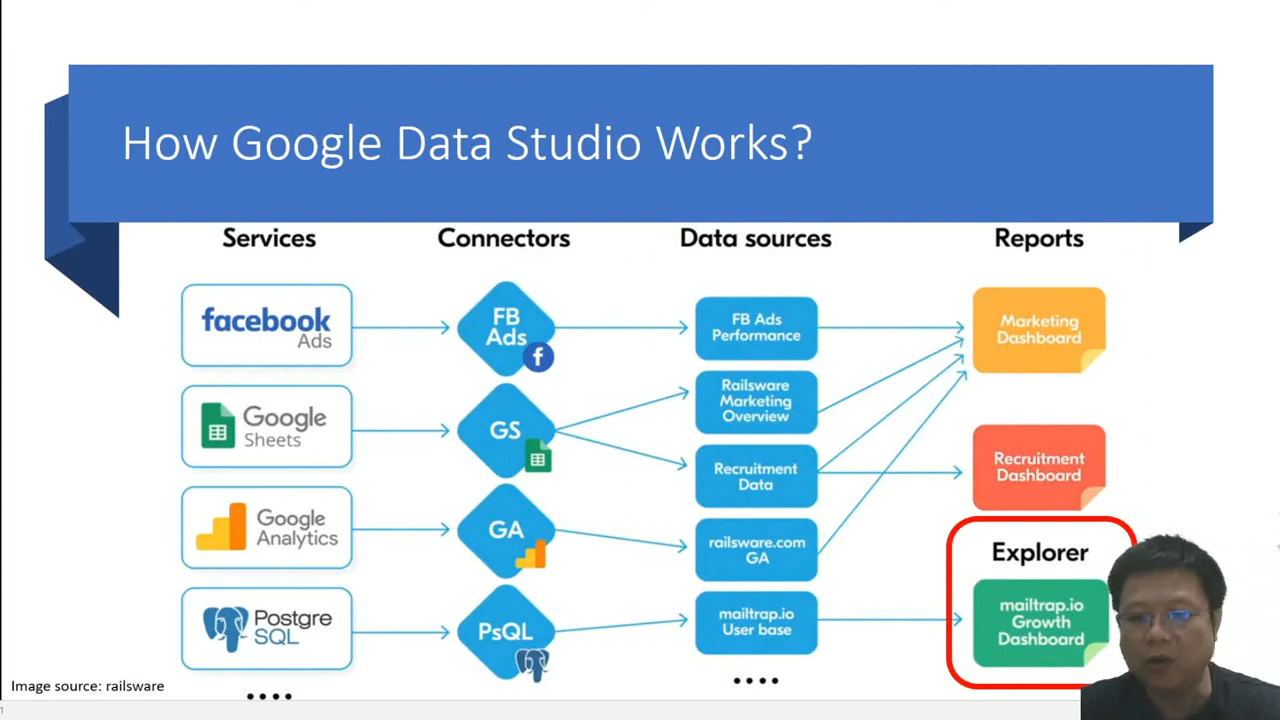 How Google Data Studio Works?
Services
Connectors
Data sources
Reports
facebook
Ads
FB
Ads
FB Ads
Performance
Marketing
Dashboard
Google
Sheets
GS
Railsware
Marketing
Overview
Recruitment
Data
Recruitment
Dashboard
Google
Analytics
GA
railsware.com
GA
Explorer
Postgre
SQL
PsQL
mailtrap.io
User base
mailtrap.io
Growth
Dashboard
Image source: railsware
....
....
1